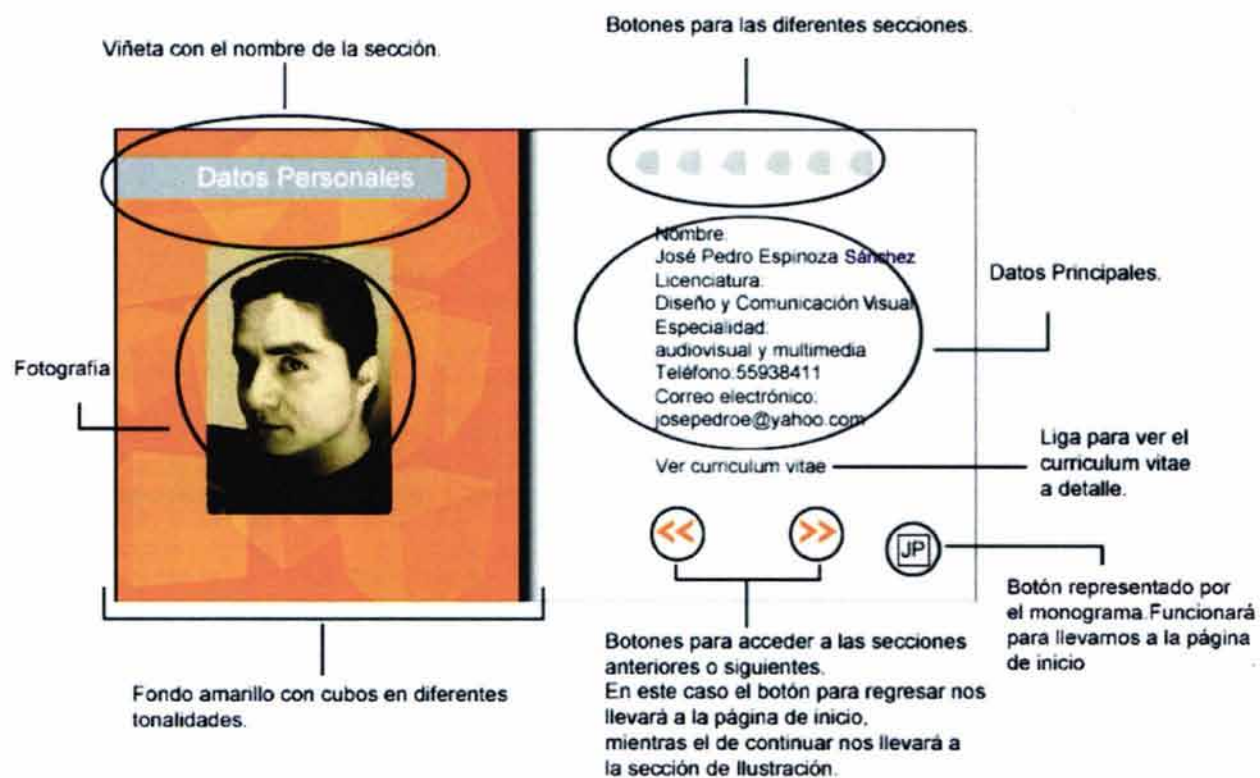 Botones para las diferentes secciones.
Viñeta con el nombre de la sección.
Datos Personales
Nombre:
José Pedro Espinoza Sánchez
Licenciatura:
Diseño y Comunicación Visual
Especialidad:
audiovisual y multimedia
Teléfono:55938411
Correo electrónico:
josepedroe@yahoo.com
Datos Principales.
Fotografía
Ver curriculum vitae
Liga para ver el
curriculum vitae
a detalle.
<<
>>
JP
Botón representado por
el monograma.Funcionará
para llevarnos a la página
de inicio
Botones para acceder a las secciones
anteriores o siguientes.
En este caso el botón para regresar nos
llevará a la página de inicio,
mientras el de continuar nos llevará a
la sección de Ilustración.
Fondo amarillo con cubos en diferentes
tonalidades.